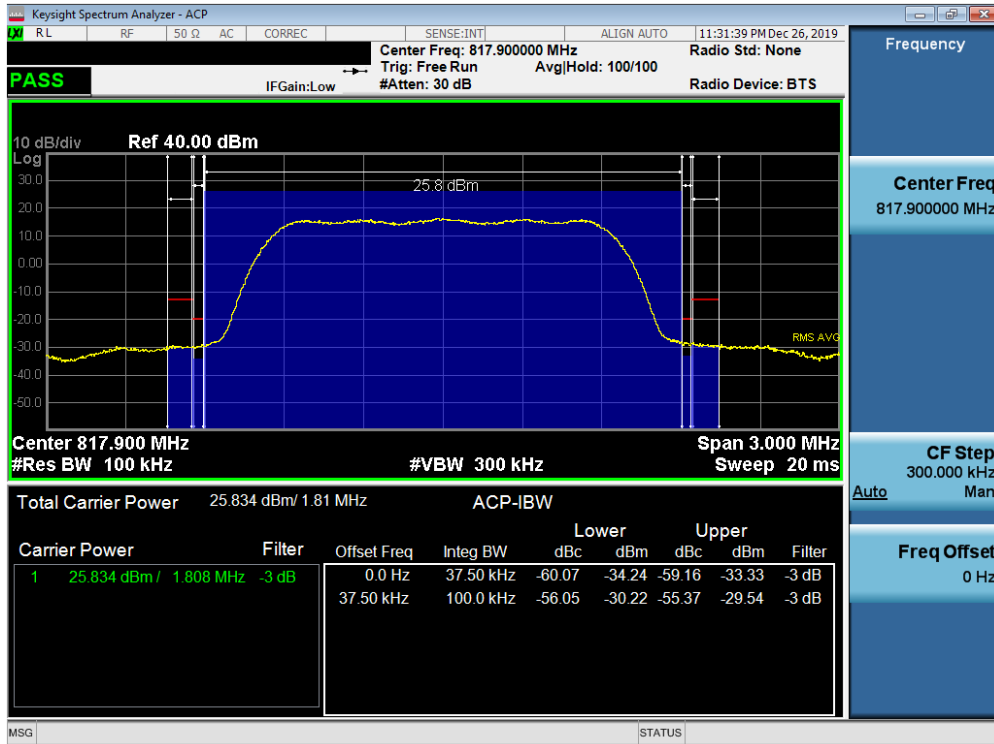 Keysight Spectrum Analyzer - ACP
LXI RL RF 50 Ω AC CORREC SENSE:INT ALIGN AUTO 11:31:39 PM Dec 26, 2019
Center Freq: 817.900000 MHz Radio Std: None
Trig: Free Run Avg|Hold: 100/100
PASS IFGain:Low #Atten: 30 dB Radio Device: BTS
10 dB/div Ref 40.00 dBm
Log
30.0
25.8 dBm
20.0
10.0
0.00
-10.0
-20.0
RMS AVG
-30.0
-40.0
-50.0
Center 817.900 MHz Span 3.000 MHz
#Res BW 100 kHz #VBW 300 kHz Sweep 20 ms
Total Carrier Power 25.834 dBm/ 1.81 MHz ACP-IBW
Lower Upper
Carrier Power Filter Offset Freq Integ BW dBc dBm dBc dBm Filter
1 25.834 dBm / 1.808 MHz -3 dB 0.0 Hz 37.50 kHz -60.07 -34.24 -59.16 -33.33 -3 dB
37.50 kHz 100.0 kHz -56.05 -30.22 -55.37 -29.54 -3 dB
MSG STATUS
Frequency
Center Freq
817.900000 MHz
CF Step
300.000 kHz
Auto Man
Freq Offset
0 Hz